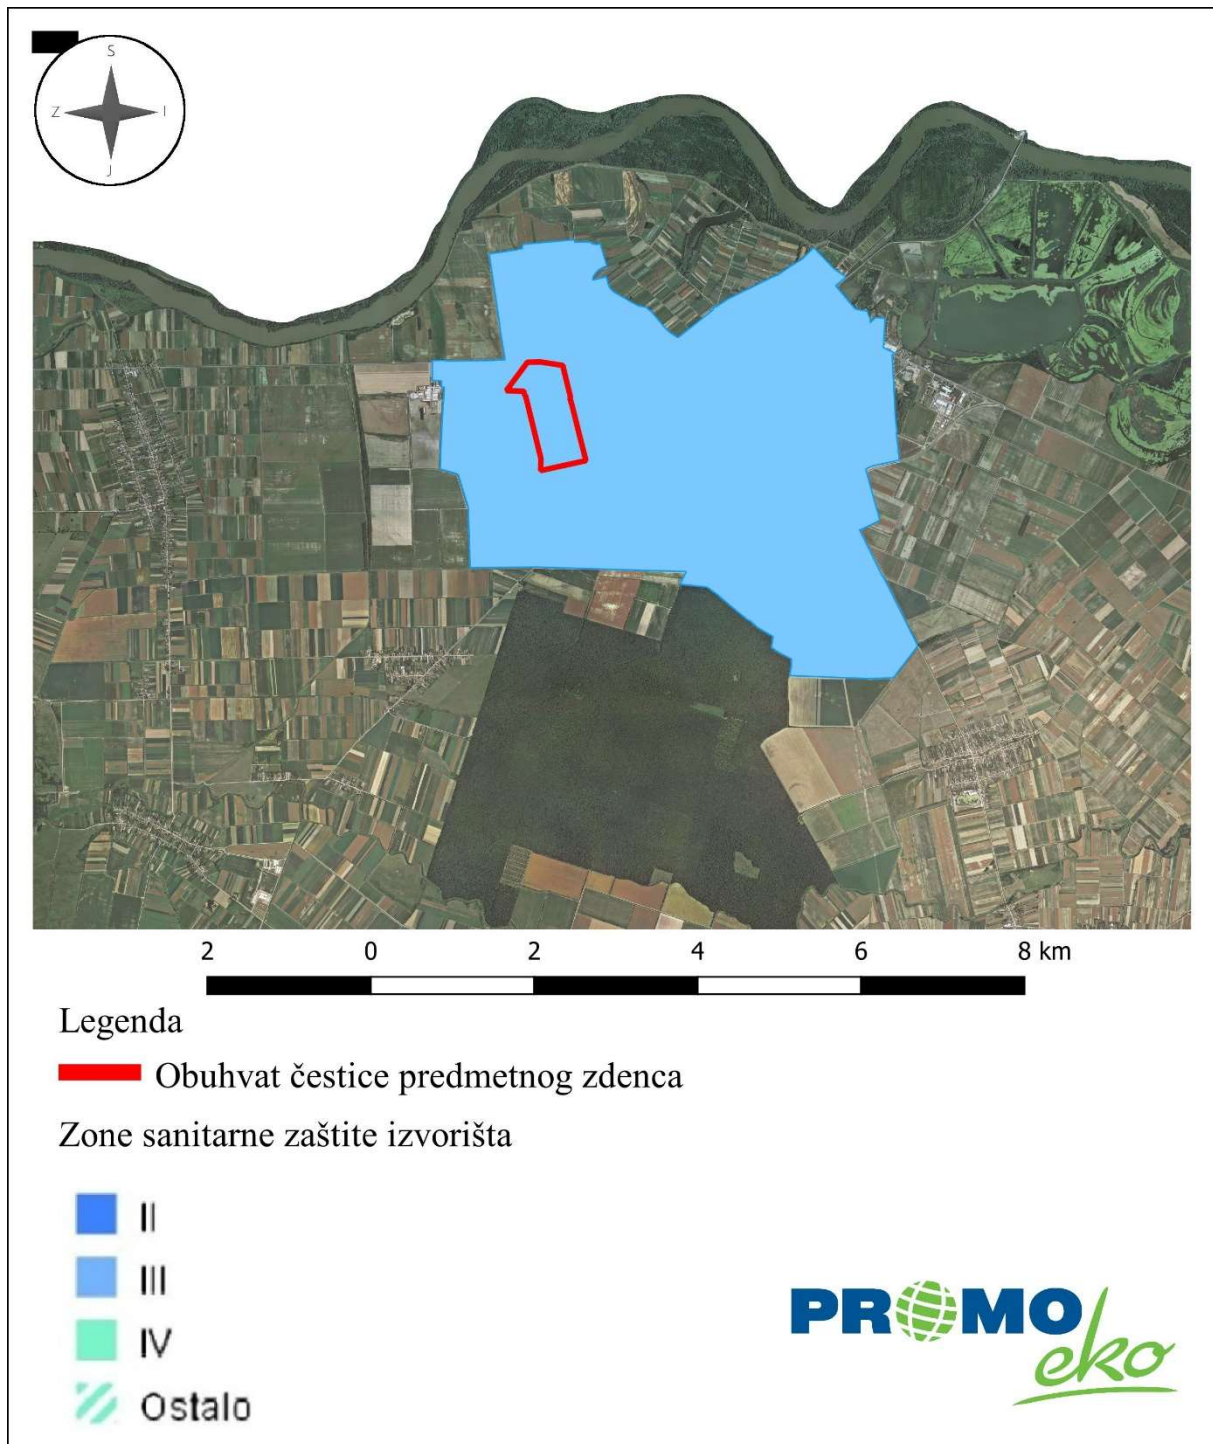 S
Z I
J
2 0 2 4 6 8 km
Legenda
Obuhvat čestice predmetnog zdenca
Zone sanitarne zaštite izvorišta
II
III
IV
Ostalo
PROMO
eko